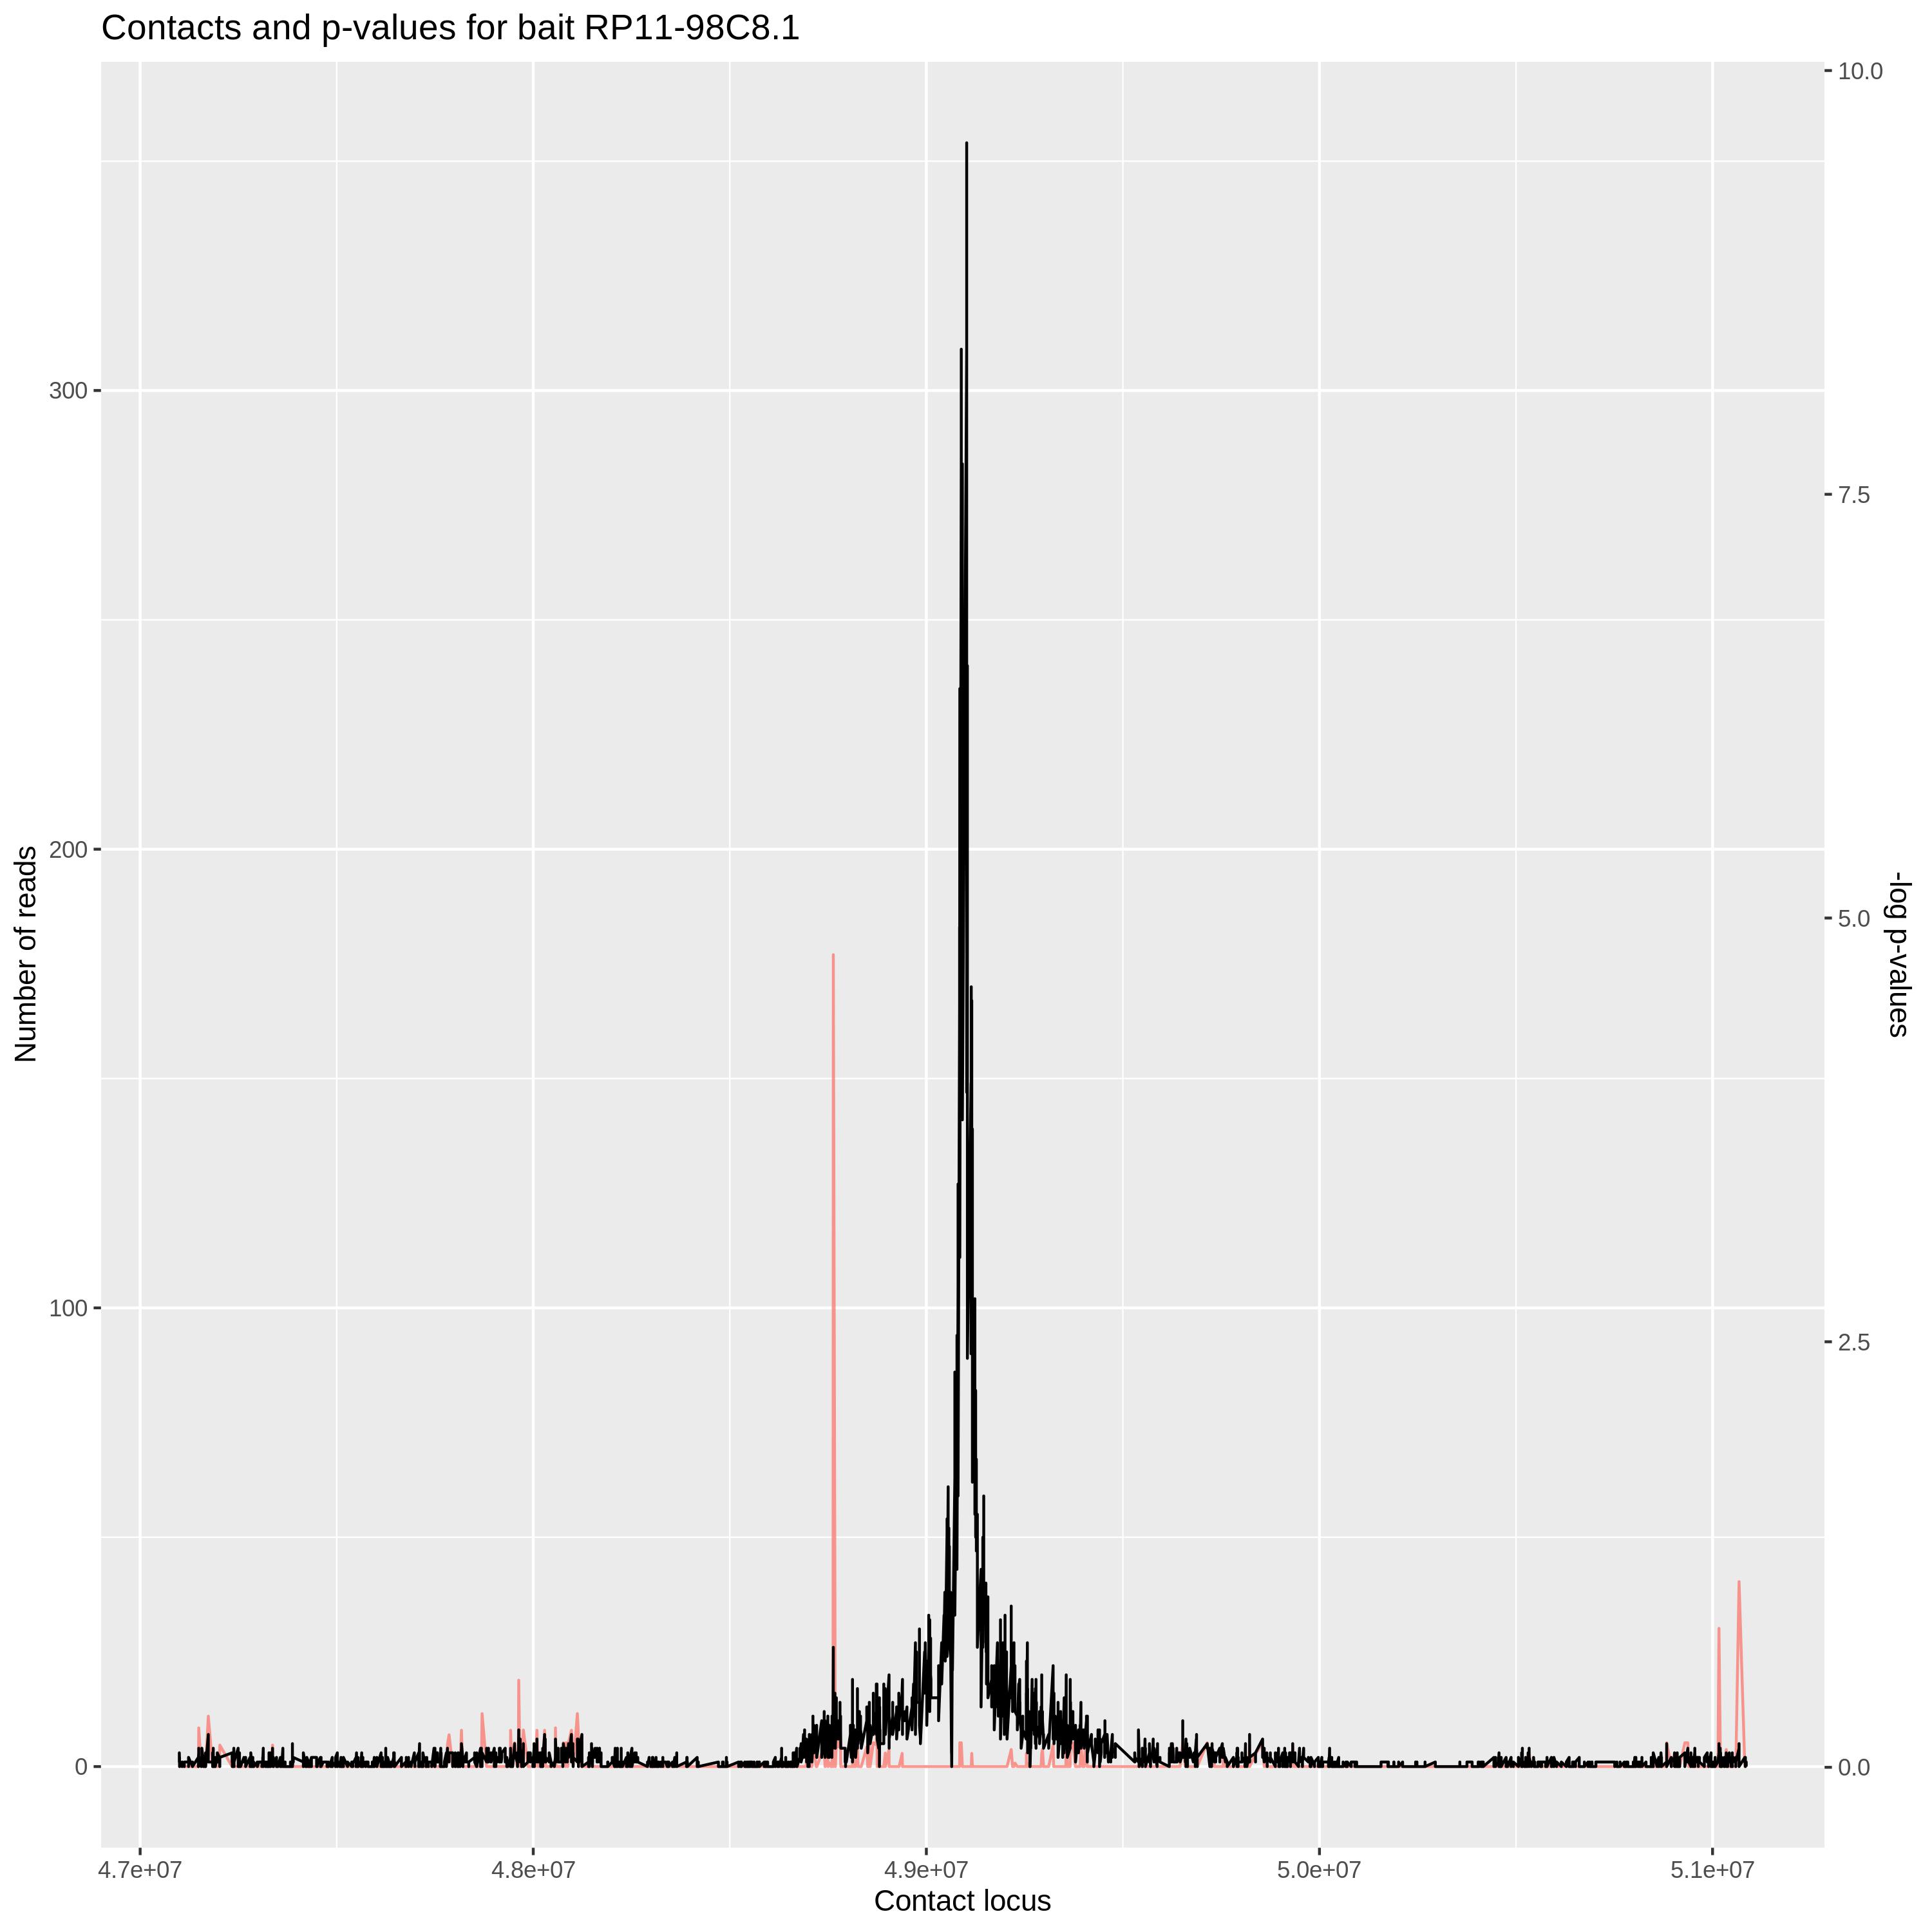 Contacts and p-values for bait RP11-98C8.1
Number of reads
300
200
100
0
10.0
7.5
5.0
2.5
0.0
-log p-values
4.7e+07
4.8e+07
4.9e+07
5.0e+07
5.1e+07
Contact locus